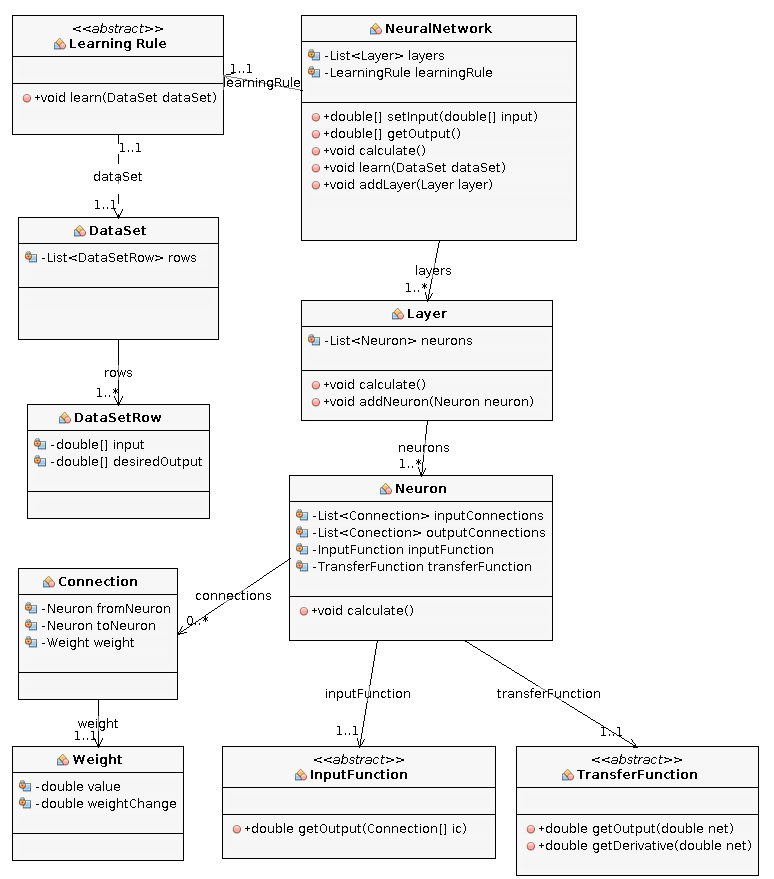 <<abstract>>
Learning Rule
+void learn(DataSet dataSet)
NeuralNetwork
-List<Layer> layers
-LearningRule learningRule
+double[] setInput(double[] input)
+double[] getOutput()
+void calculate()
+void learn(DataSet dataSet)
+void addLayer(Layer layer)
1..1
learningRule
1..1
dataSet
1..1
DataSet
-List<DataSetRow> rows
layers
1..*
Layer
-List<Neuron> neurons
+void calculate()
+void addNeuron(Neuron neuron)
rows
1..*
DataSetRow
-double[] input
-double[] desiredOutput
neurons
1..*
Neuron
-List<Connection> inputConnections
-List<Conection> outputConnections
-InputFunction inputFunction
-TransferFunction transferFunction
+void calculate()
connections
0..*
Connection
-Neuron fromNeuron
-Neuron toNeuron
-Weight weight
weight
1..1
Weight
-double value
-double weightChange
inputFunction
1..1
<<abstract>>
InputFunction
+double getOutput(Connection[] ic)
transferFunction
1..1
<<abstract>>
TransferFunction
+double getOutput(double net)
+double getDerivative(double net)